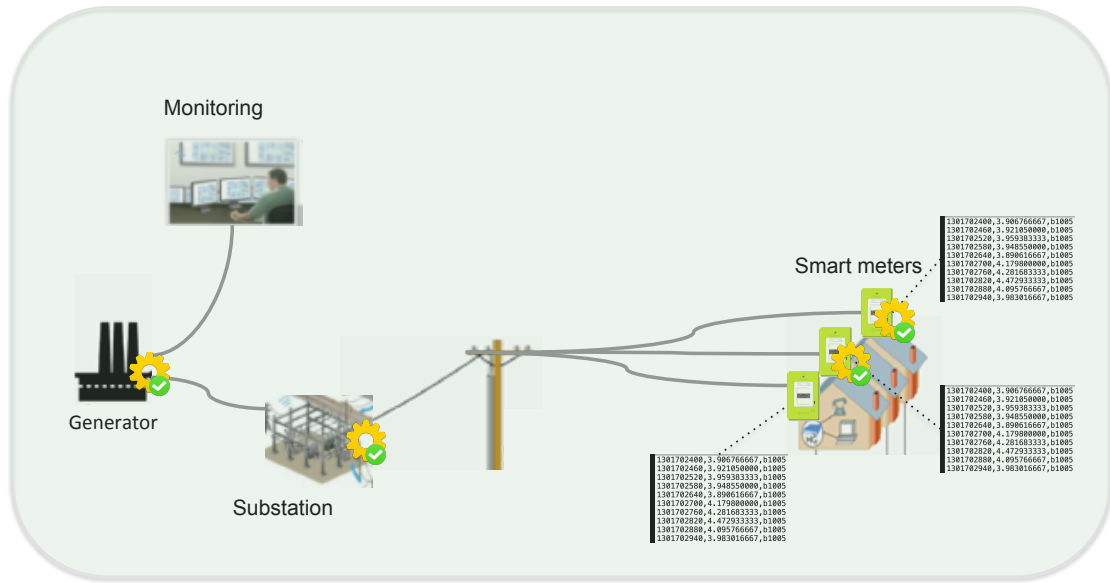 Monitoring
Smart meters
1301702400,3.906766667,b1005
1301702460,3.921050000,b1005
1301702520,3.959383333,b1005
1301702580,3.948550000,b1005
1301702640,3.890616667,b1005
1301702700,4.179800000,b1005
1301702760,4.281683333,b1005
1301702820,4.472933333,b1005
1301702880,4.095766667,b1005
1301702940,3.983016667,b1005
Generator
1301702400,3.906766667,b1005
1301702460,3.921050000,b1005
1301702520,3.959383333,b1005
1301702580,3.948550000,b1005
1301702640,3.890616667,b1005
1301702700,4.179800000,b1005
1301702760,4.281683333,b1005
1301702820,4.472933333,b1005
1301702880,4.095766667,b1005
1301702940,3.983016667,b1005
Substation
1301702400,3.906766667,b1005
1301702460,3.921050000,b1005
1301702520,3.959383333,b1005
1301702580,3.948550000,b1005
1301702640,3.890616667,b1005
1301702700,4.179800000,b1005
1301702760,4.281683333,b1005
1301702820,4.472933333,b1005
1301702880,4.095766667,b1005
1301702940,3.983016667,b1005